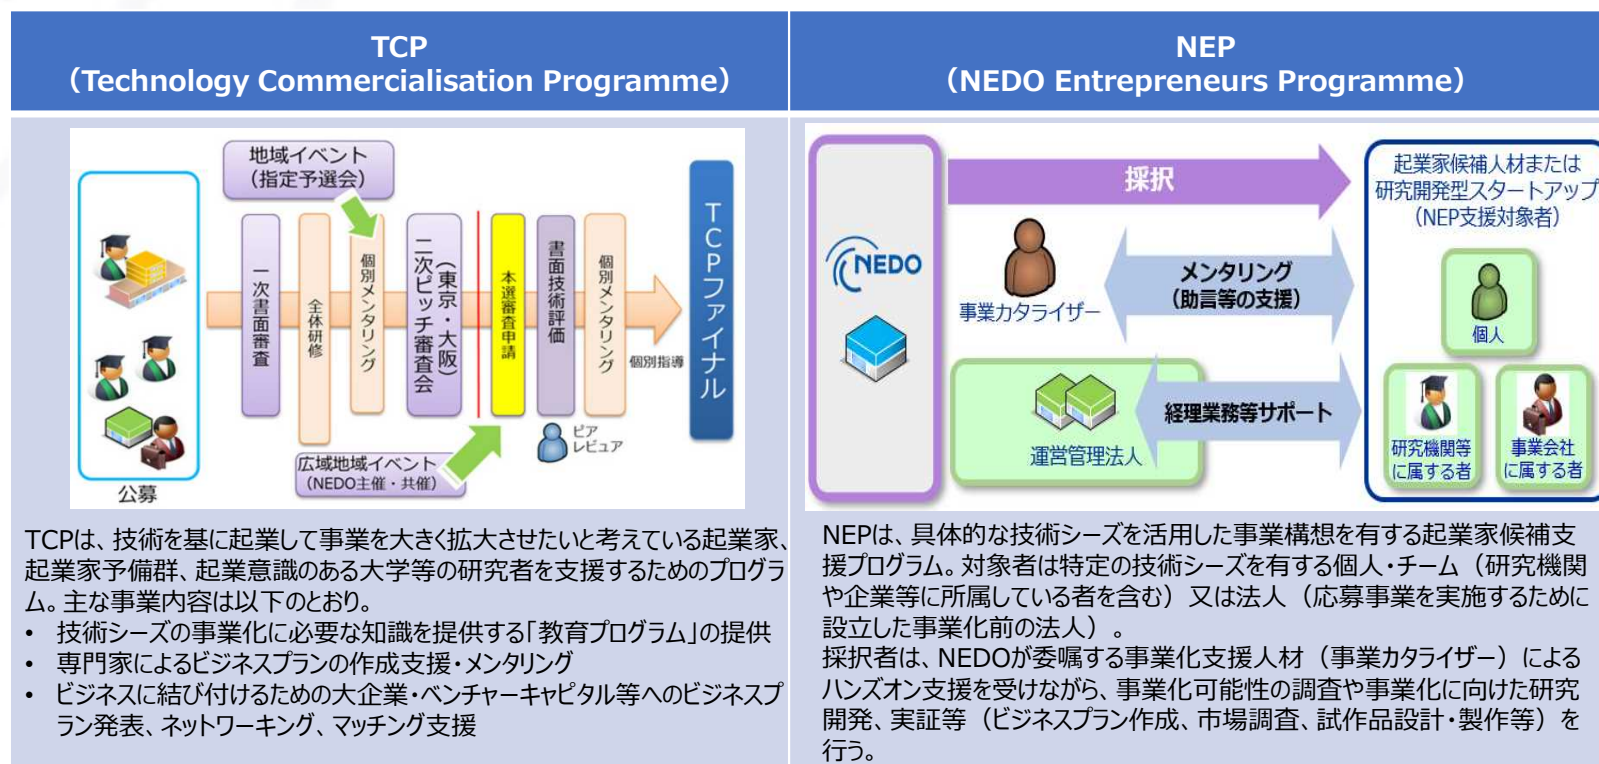 TCP
（Technology Commercialisation Programme）
地域イベント
（指定予選会）
公募
一次書面審査
全体研修
個別メンタリング
二次ピッチ審査会
（東京・大阪）
本選審査申請
書面技術評価
個別メンタリング
個別指導
TCPファイナル
ピア
レビュア
広域地域イベント
（NEDO主催・共催）
TCPは、技術を基に起業して事業を大きく拡大させたいと考えている起業家、
起業家予備群、起業意識のある大学等の研究者を支援するためのプログラ
ム。主な事業内容は以下のとおり。
• 技術シーズの事業化に必要な知識を提供する「教育プログラム」の提供
• 専門家によるビジネスプランの作成支援・メンタリング
• ビジネスに結び付けるための大企業・ベンチャーキャピタル等へのビジネスプ
ラン発表、ネットワーキング、マッチング支援
NEP
（NEDO Entrepreneurs Programme）
採択
NEDO
事業カタライザー
メンタリング
（助言等の支援）
運営管理法人
経理業務等サポート
起業家候補人材または
研究開発型スタートアップ
（NEP支援対象者）
個人
研究機関等
に属する者
事業会社
に属する者
NEPは、具体的な技術シーズを活用した事業構想を有する起業家候補支
援プログラム。対象者は特定の技術シーズを有する個人・チーム（研究機関
や企業等に所属している者を含む）又は法人（応募事業を実施するために
設立した事業化前の法人）。
採択者は、NEDOが委嘱する事業化支援人材（事業カタライザー）による
ハンズオン支援を受けながら、事業化可能性の調査や事業化に向けた研究
開発、実証等（ビジネスプラン作成、市場調査、試作品設計・製作等）を
行う。